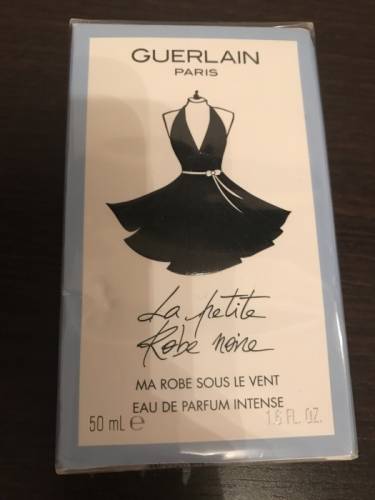 GUERLAIN
PARIS
La petite
Robe noire
MA ROBE SOUS LE VENT
EAU DE PARFUM INTENSE
50 mL e 1.6 FL. OZ.